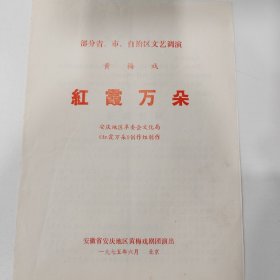 部分省、市、自治区文艺调演
黄梅戏
紅霞万朵
安庆地区革委会文化局
《红霞万朵》创作组创作
安徽省安庆地区黄梅戏剧团演出
一九七五年六月 北京